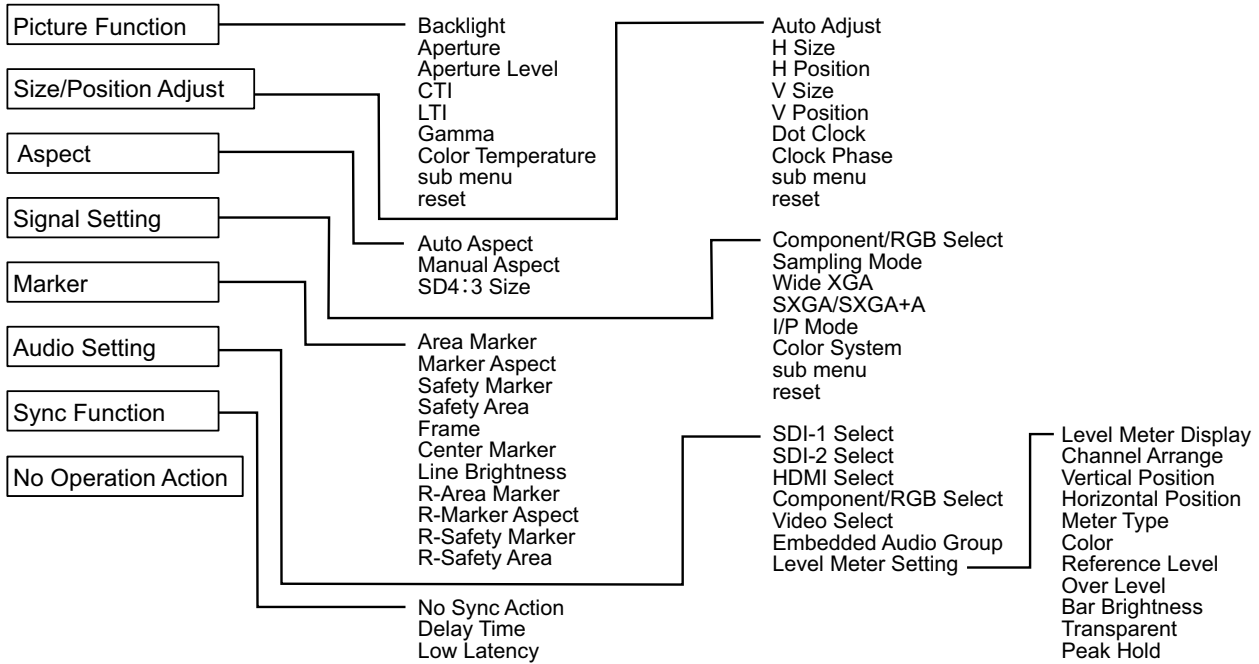 Picture Function
Size/Position Adjust
Aspect
Signal Setting
Marker
Audio Setting
Sync Function
No Operation Action
Backlight
Aperture
Aperture Level
CTI
LTI
Gamma
Color Temperature
sub menu
reset
Auto Aspect
Manual Aspect
SD4:3 Size
Area Marker
Marker Aspect
Safety Marker
Safety Area
Frame
Center Marker
Line Brightness
R-Area Marker
R-Marker Aspect
R-Safety Marker
R-Safety Area
No Sync Action
Delay Time
Low Latency
Auto Adjust
H Size
H Position
V Size
V Position
Dot Clock
Clock Phase
sub menu
reset
Component/RGB Select
Sampling Mode
Wide XGA
SXGA/SXGA+A
I/P Mode
Color System
sub menu
reset
SDI-1 Select
SDI-2 Select
HDMI Select
Component/RGB Select
Video Select
Embedded Audio Group
Level Meter Setting
Level Meter Display
Channel Arrange
Vertical Position
Horizontal Position
Meter Type
Color
Reference Level
Over Level
Bar Brightness
Transparent
Peak Hold